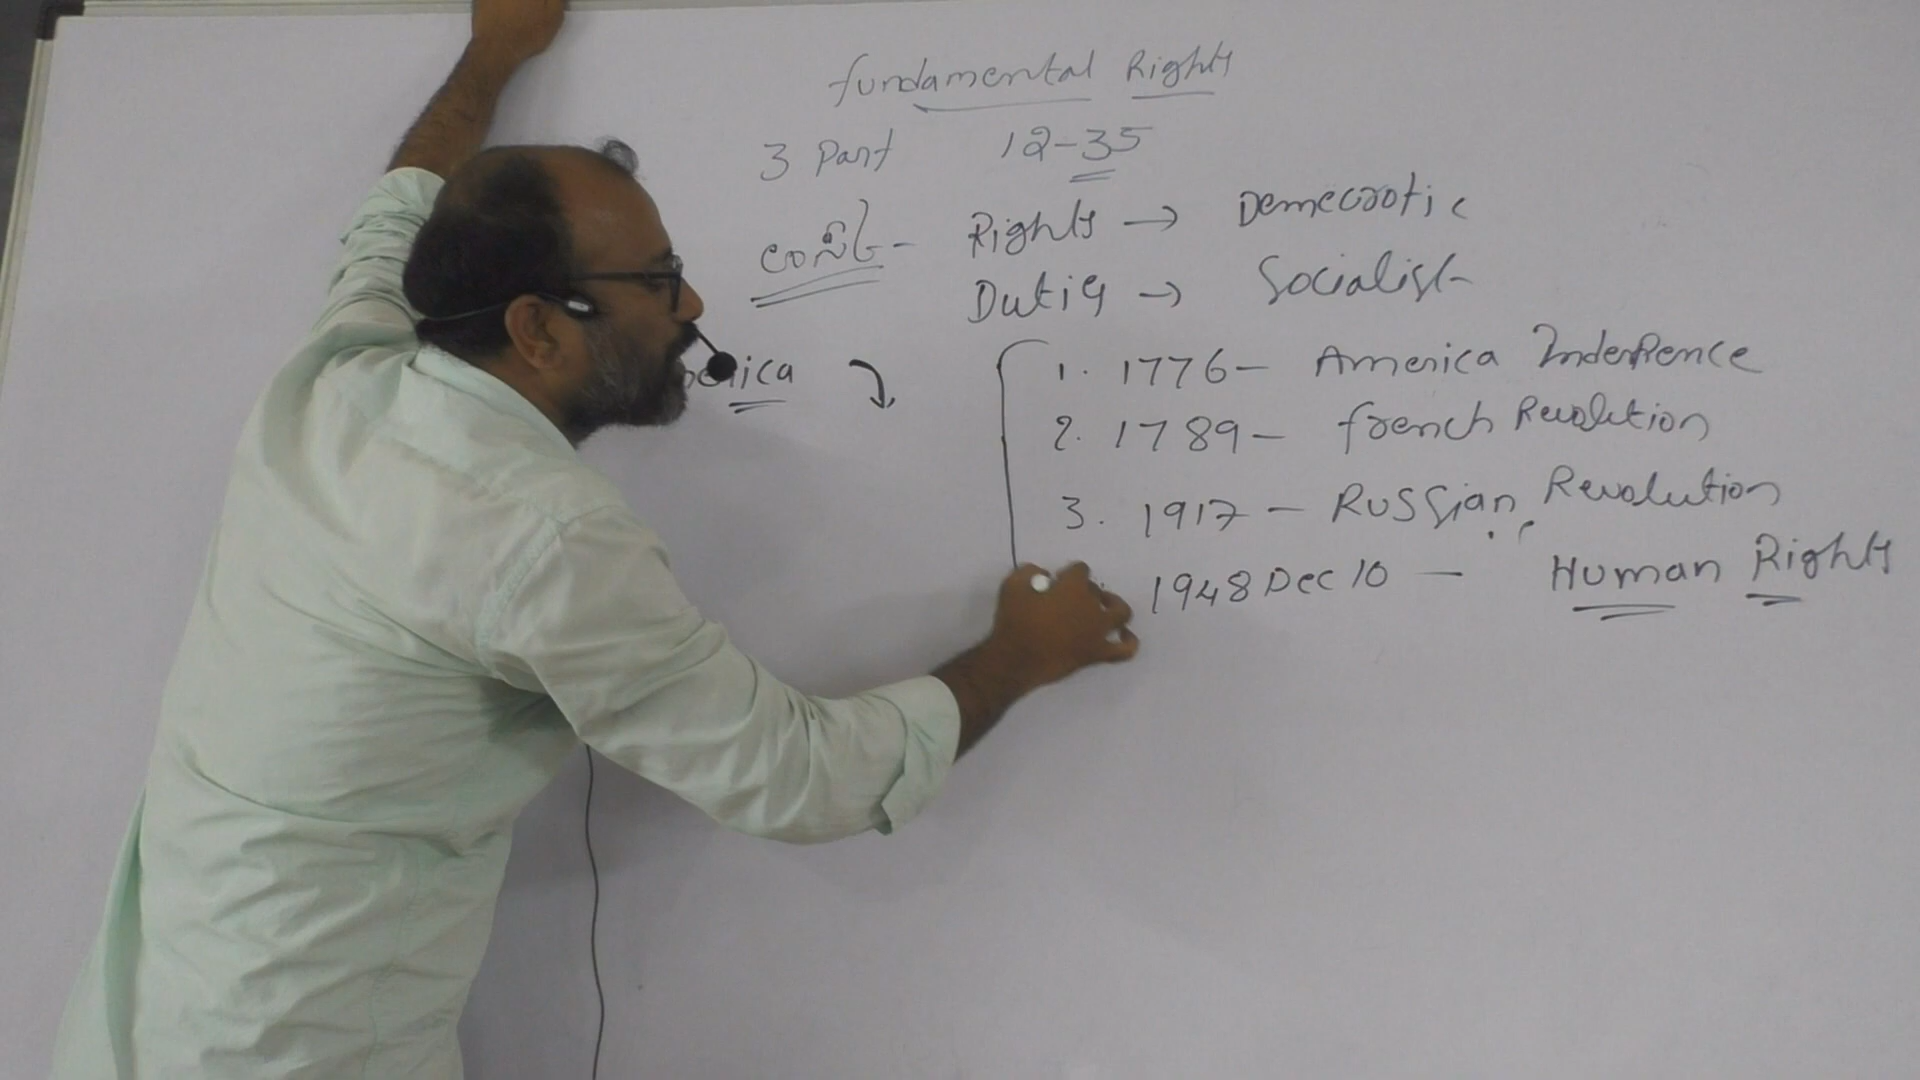 fundamental Rights
3 Part 12-35
Rights → Democratic
Duties → Socialist
1. 1776 - America Indepence
2. 1789 - french Revolution
3. 1917 - Russian Revolution
1948 Dec 10 - Human Rights